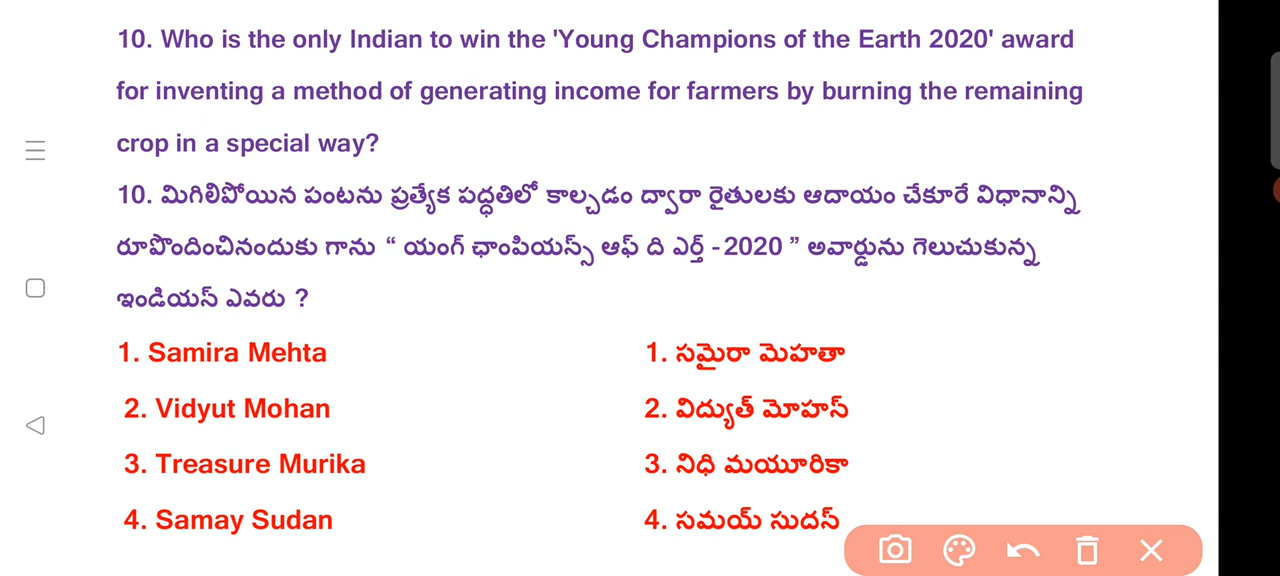 10. Who is the only Indian to win the 'Young Champions of the Earth 2020' award
for inventing a method of generating income for farmers by burning the remaining
crop in a special way?
10. మిగిలిపోయిన పంటను ప్రత్యేక పద్ధతిలో కాల్చడం ద్వారా రైతులకు ఆదాయం చేకూరే విధానాన్ని
రూపొందించినందుకు గాను “ యంగ్ ఛాంపియన్స్ ఆఫ్ ది ఎర్త్ - 2020 ” అవార్డును గెలుచుకున్న
ఇండియన్ ఎవరు ?
1. Samira Mehta
1. సమైరా మెహతా
2. Vidyut Mohan
2. విద్యుత్ మోహన్
3. Treasure Murika
3. నిధి మయూరికా
4. Samay Sudan
4. సమయ్ సుదన్